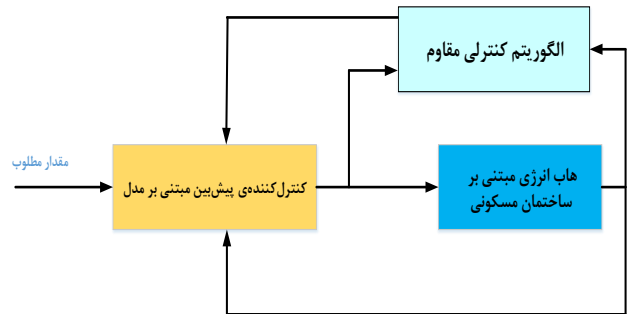 الگوریتم کنترلی مقاوم
مقدار مطلوب
کنترل‌کننده‌ی پیش‌بین مبتنی بر مدل
هاب انرژی مبتنی بر
ساختمان مسکونی